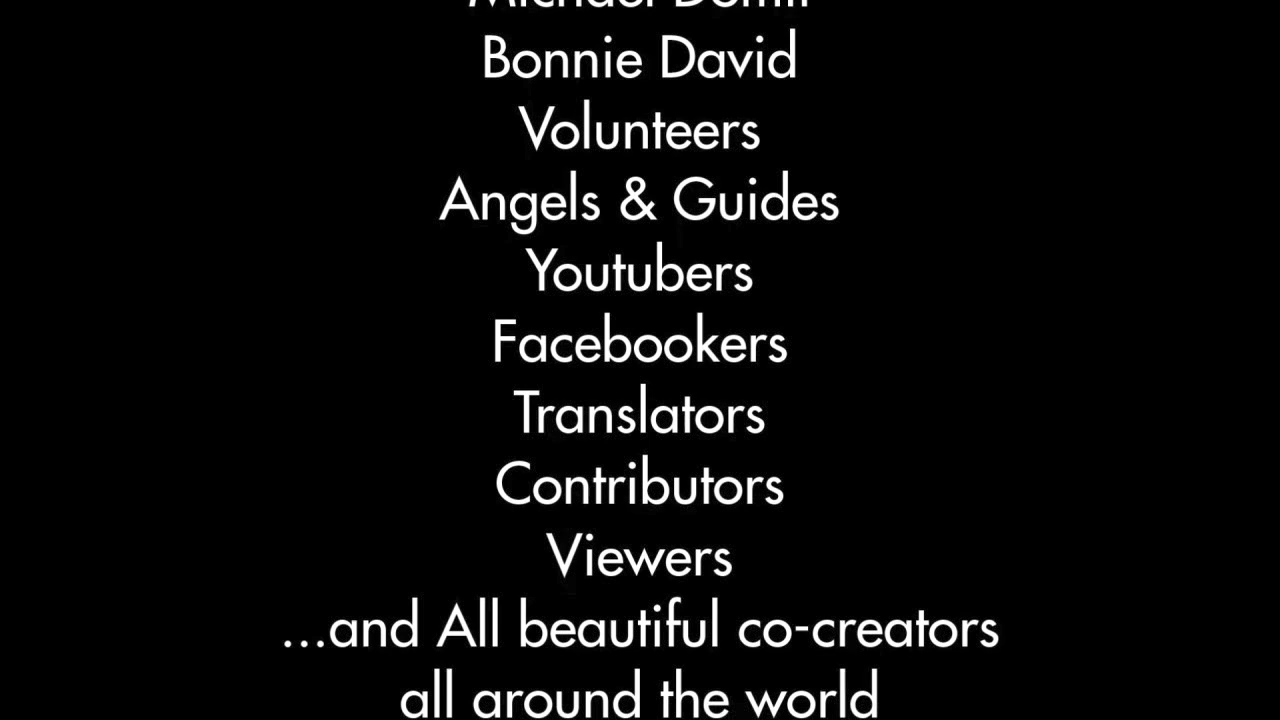 Michael
Bonnie David
Volunteers
Angels & Guides
Youtubers
Facebookers
Translators
Contributors
Viewers
...and All beautiful co-creators
all around the world